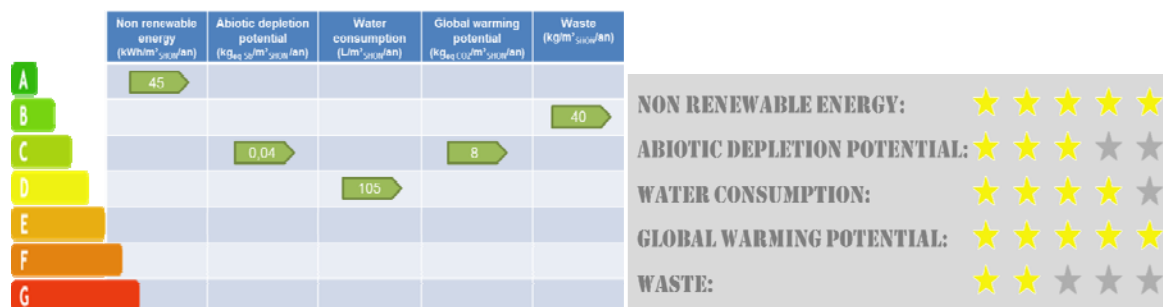 Non renewable
energy
(kWh/m²SHON/an)
Abiotic depletion
potential
(kgeq Sb/m²SHON/an)
Water
consumption
(L/m²SHON/an)
Global warming
potential
(kgeq CO2/m²SHON/an)
Waste
(kg/m²SHON/an)
A
45
B
40
C
0,04
8
D
105
E
F
G
NON RENEWABLE ENERGY:
ABIOTIC DEPLETION POTENTIAL:
WATER CONSUMPTION:
GLOBAL WARMING POTENTIAL:
WASTE: